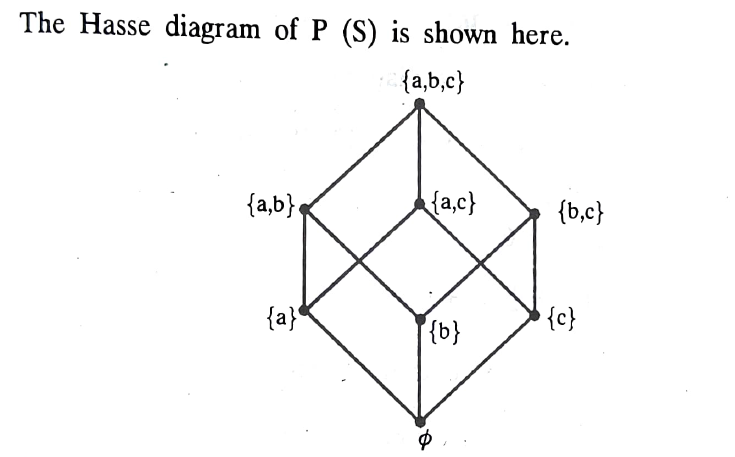 The Hasse diagram of P (S) is shown here.
{a,b,c}
{a,b}
{a,c}
{b,c}
{a}
{b}
{c}
ϕ